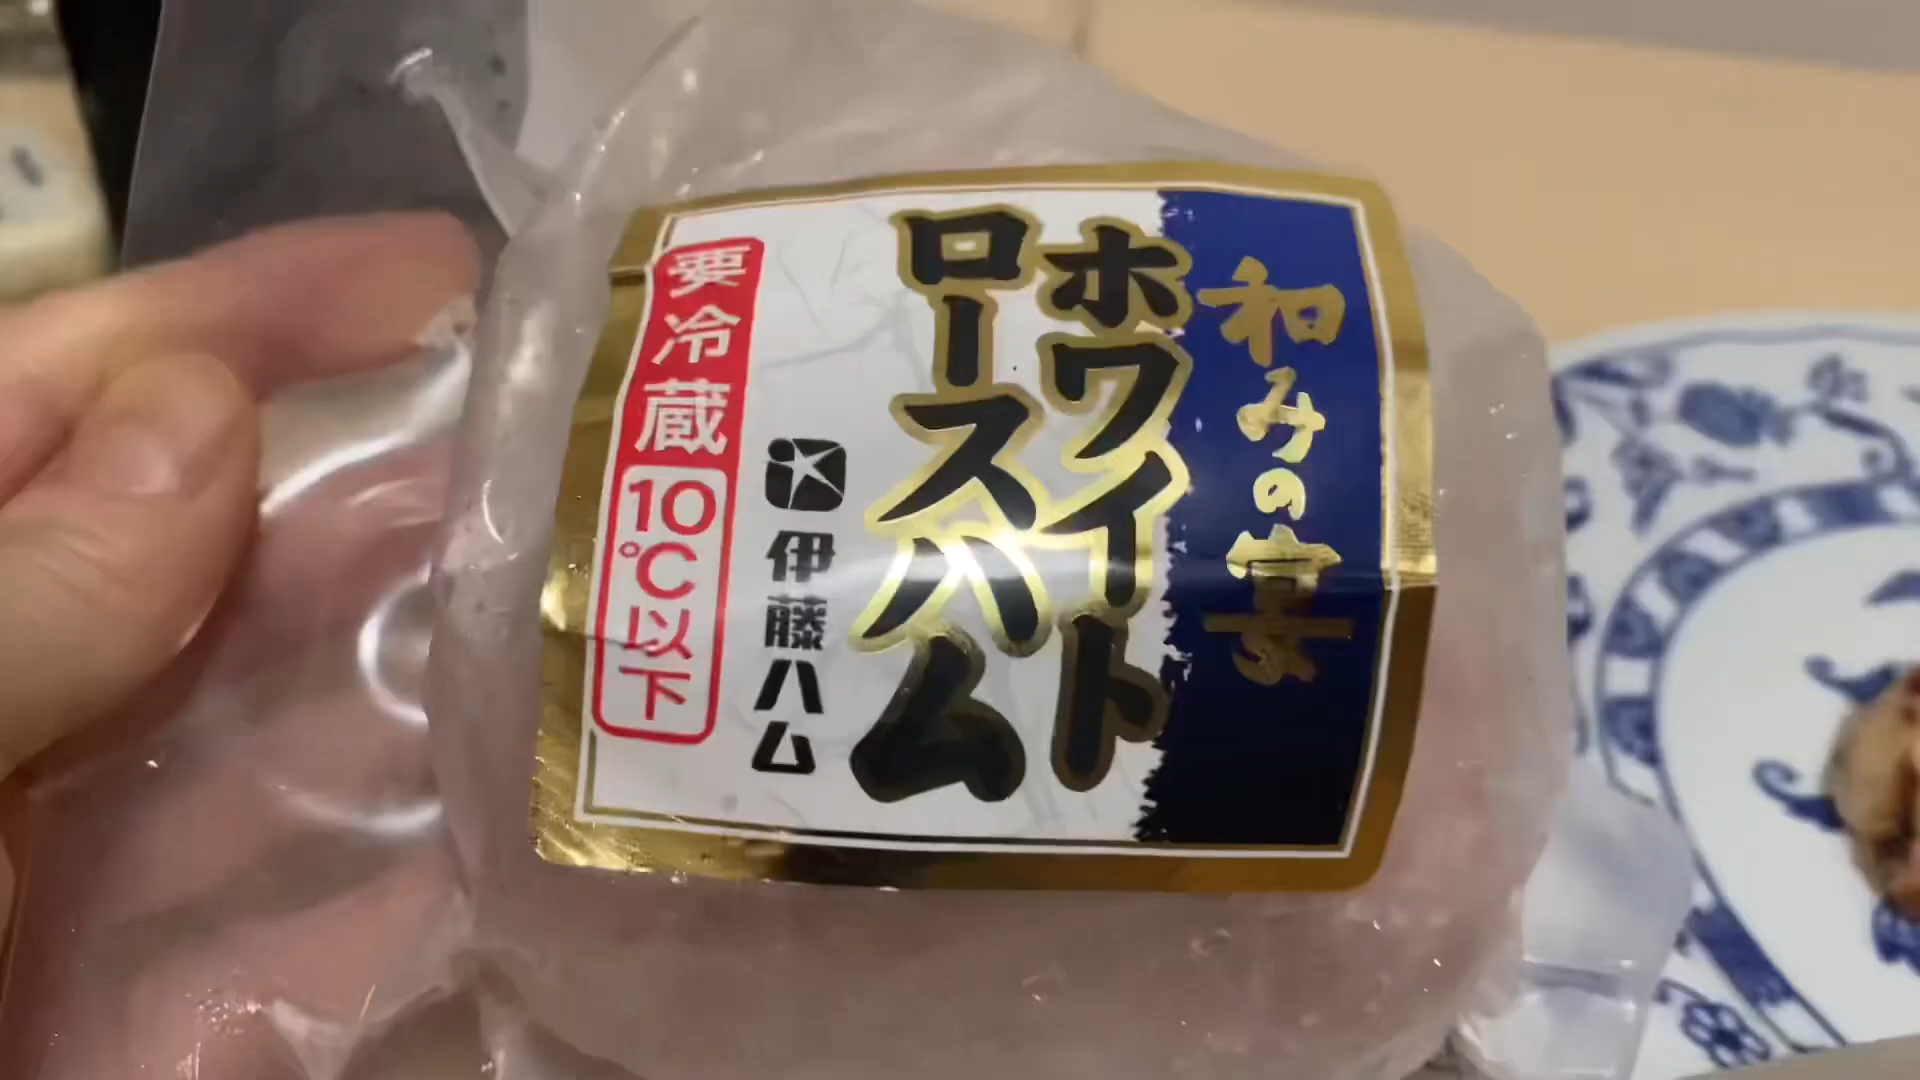 和みの宴
ホワイト
ロースハム
伊藤ハム
要冷蔵
10℃以下